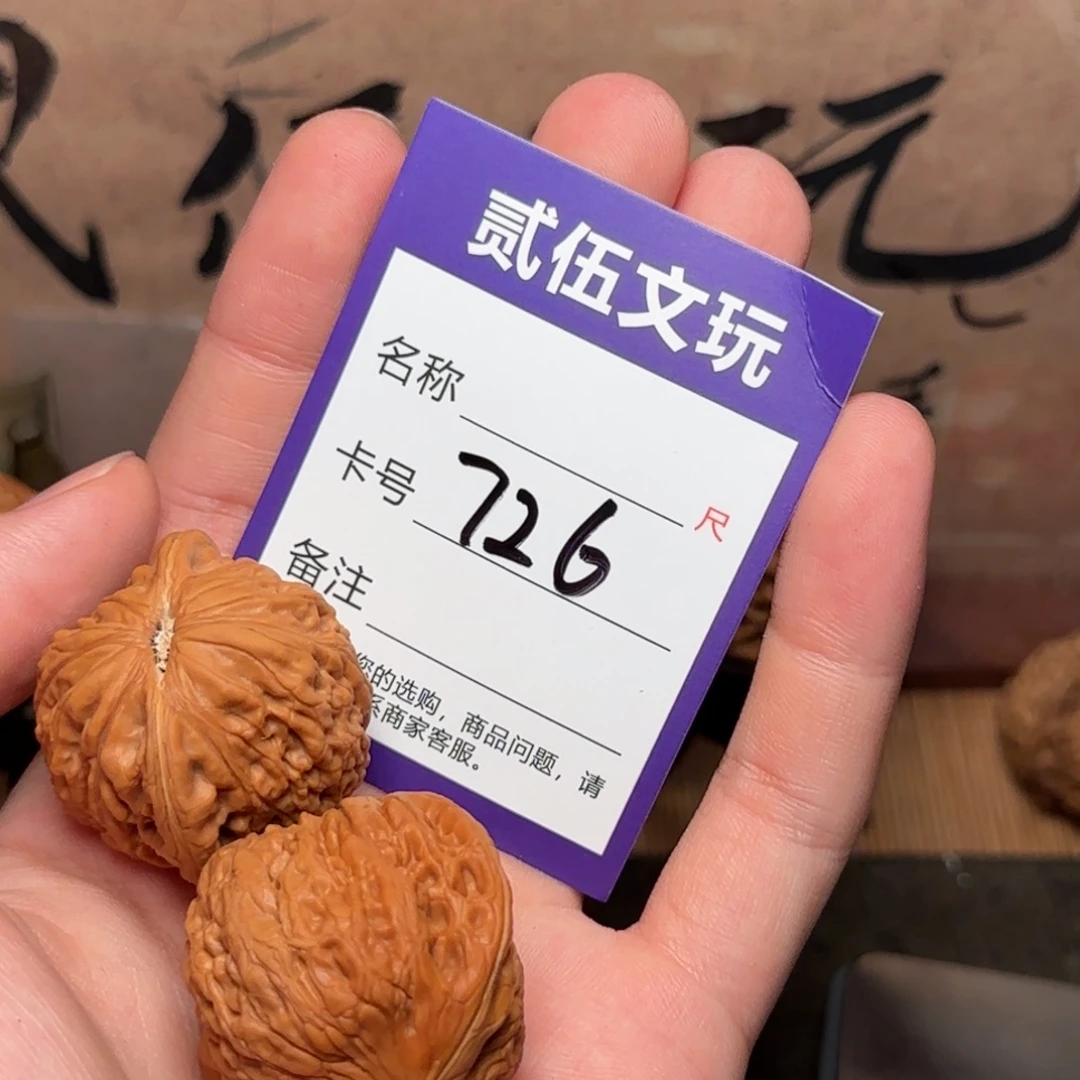 贰伍文玩
名称
尺
卡号 726
备注
您的选购，商品问题，请
系商家客服。
玩